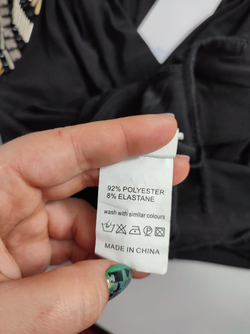 92% POLYESTER
8% ELASTANE
wash with similar colours
MADE IN CHINA